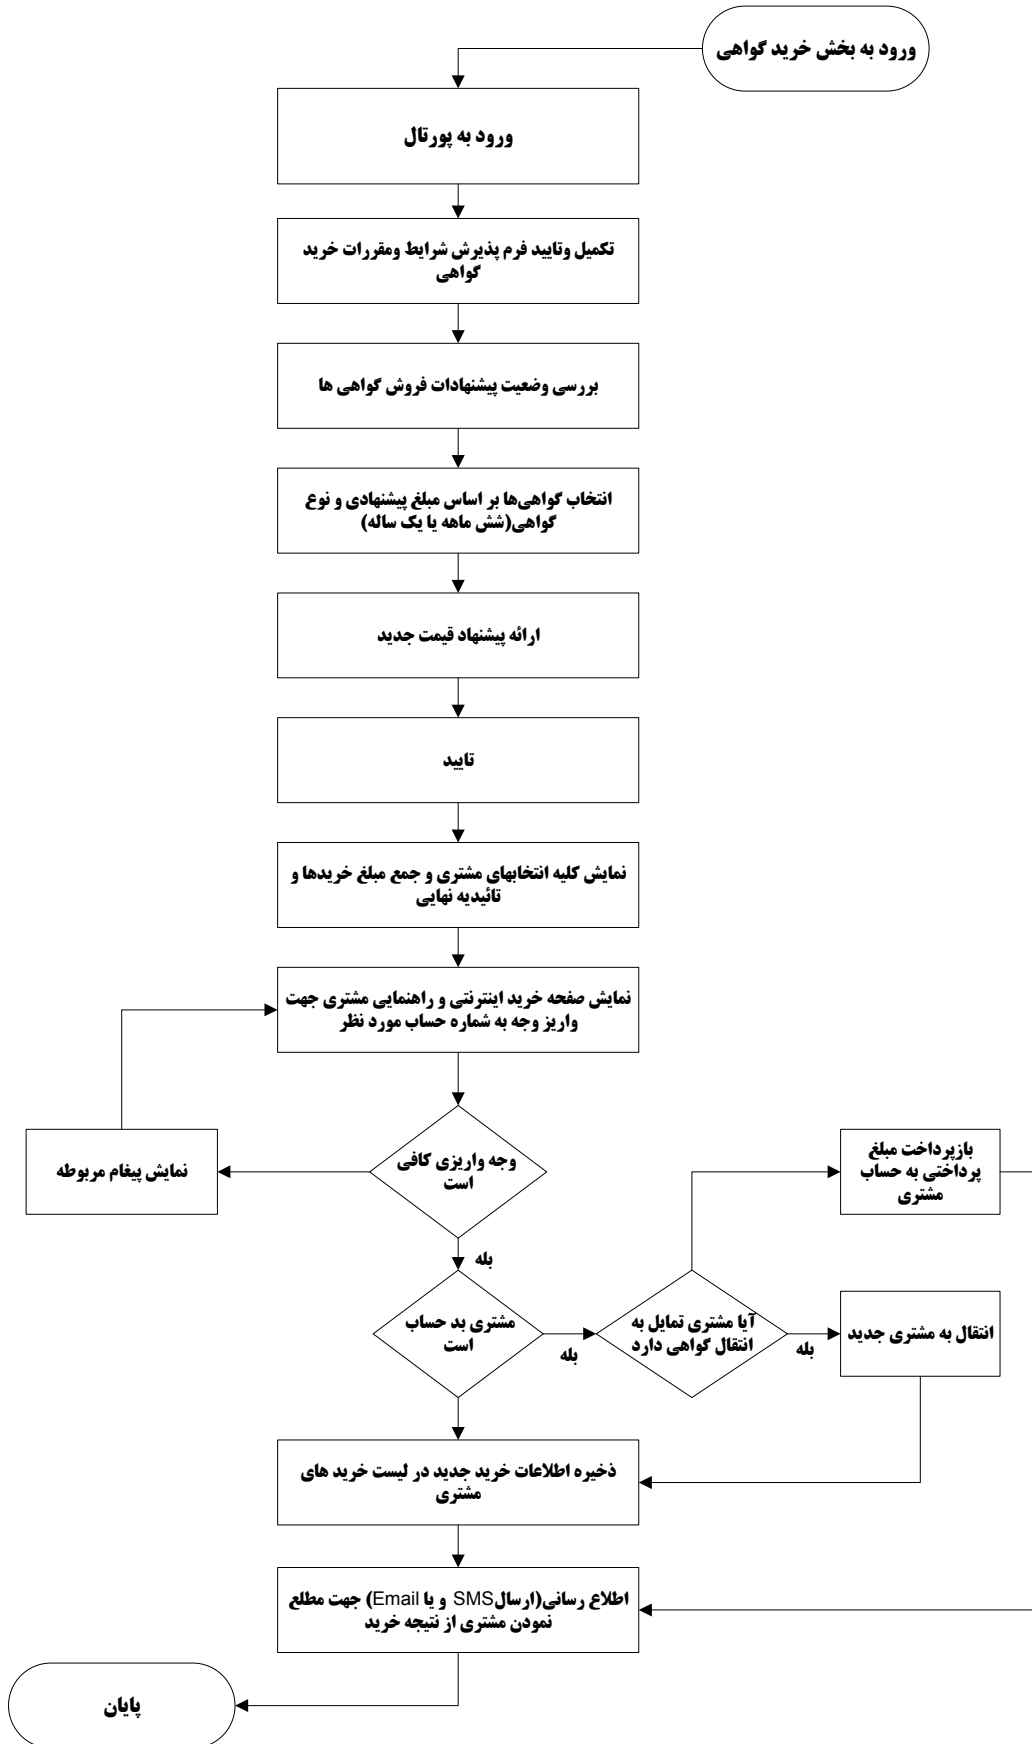 ورود به بخش خرید گواهی
ورود به پورتال
تکمیل وتایید فرم پذیرش شرایط ومقررات خرید
گواهی
بررسی وضعیت پیشنهادات فروش گواهی ها
انتخاب گواهی‌ها بر اساس مبلغ پیشنهادی و نوع
گواهی(شش ماهه یا یک ساله)
ارائه پیشنهاد قیمت جدید
تایید
نمایش کلیه انتخابهای مشتری و جمع مبلغ خریدها و
تائیدیه نهایی
نمایش صفحه خرید اینترنتی و راهنمایی مشتری جهت
واریز وجه به شماره حساب مورد نظر
وجه واریزی کافی
است
نمایش پیغام مربوطه
بازپرداخت مبلغ
پرداختی به حساب
مشتری
بله
مشتری بد حساب
است
بله
آیا مشتری تمایل به
انتقال گواهی دارد
بله
انتقال به مشتری جدید
ذخیره اطلاعات خرید جدید در لیست خرید های
مشتری
اطلاع رسانی(ارسالSMS و یا Email) جهت مطلع
نمودن مشتری از نتیجه خرید
پایان